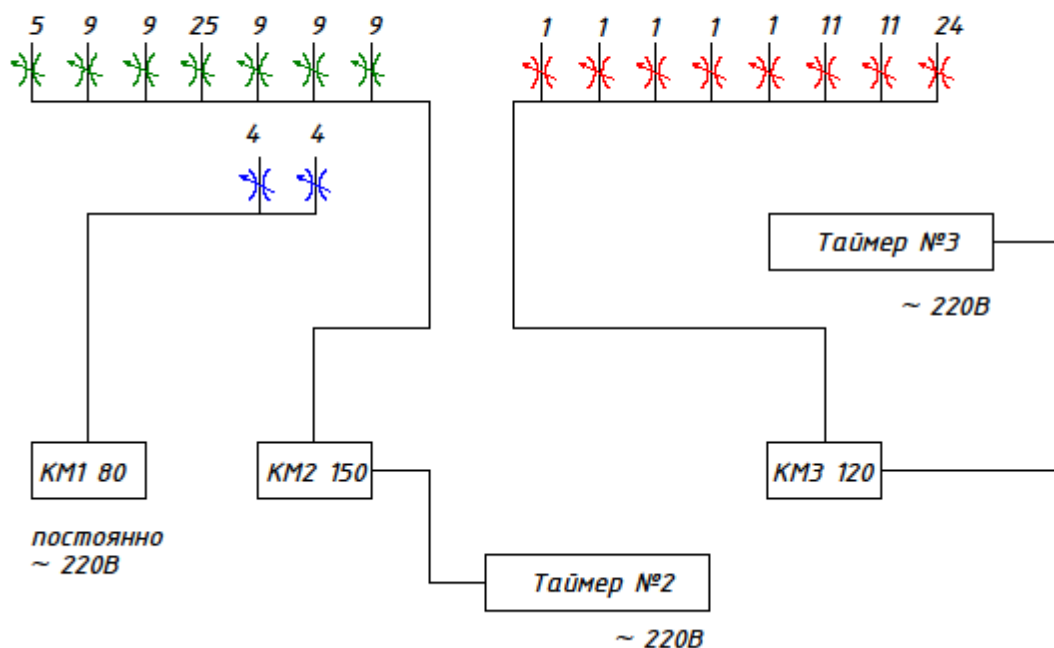 5 9 9 25 9 9 9
1 1 1 1 1 11 11 24
4 4
Таймер №3
~ 220В
КМ1 80
КМ2 150
КМ3 120
постоянно
~ 220В
Таймер №2
~ 220В